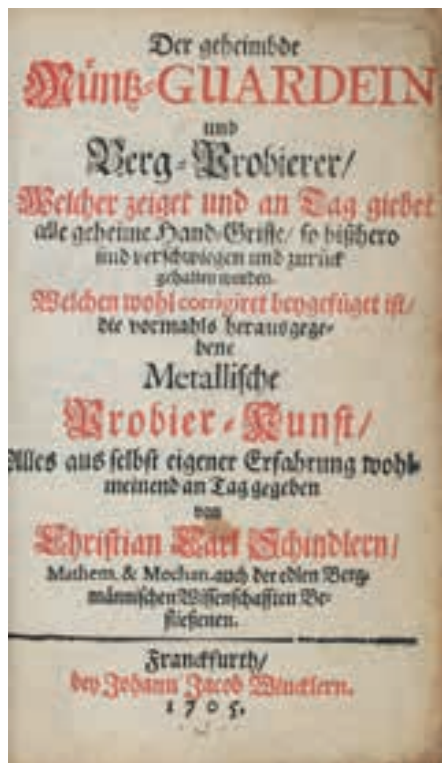 Der geheimbde
Müntz-GUARDEIN
und
Berg-Probierer/
Welcher zeiget und an Tag giebet
alle geheime Hand-Griffe/ so bißhero
sind verschwiegen und zurück
gehalten worden.
Welchen wohl corrigiret beygefüget ist/
die vormahls herausgege-
bene
Metallische
Probier-Kunst/
Alles aus selbst eigener Erfahrung wohl-
meinend an Tag gegeben
von
Christian Carl Schindlern/
Mathem. & Mechan. auch der edlen Berg-
männischen Wissenschafften Be-
fließenen.
Franckfurth/
bey Johann Jacob Wincklern.
1705.